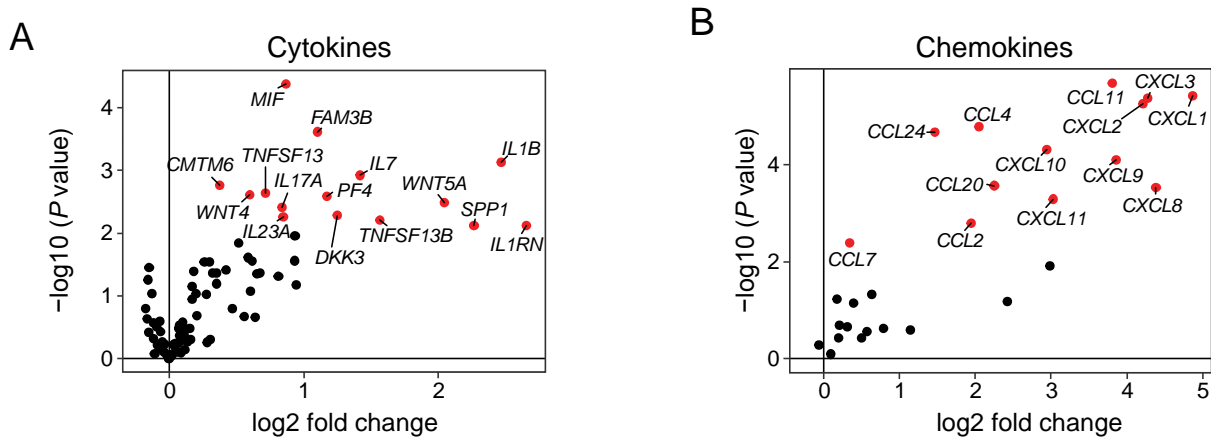 A
Cytokines
−log10 (P value)
4
3
2
1
0
MIF
FAM3B
CMTM6
TNFSF13
IL7
IL1B
IL17A
PF4
WNT5A
WNT4
IL23A
SPP1
TNFSF13B
IL1RN
DKK3
0 1 2
log2 fold change
B
Chemokines
−log10 (P value)
4
2
0
CCL11
CXCL3
CCL24
CCL4
CXCL2
CXCL1
CXCL10
CXCL9
CCL20
CXCL11
CXCL8
CCL2
CCL7
0 1 2 3 4 5
log2 fold change